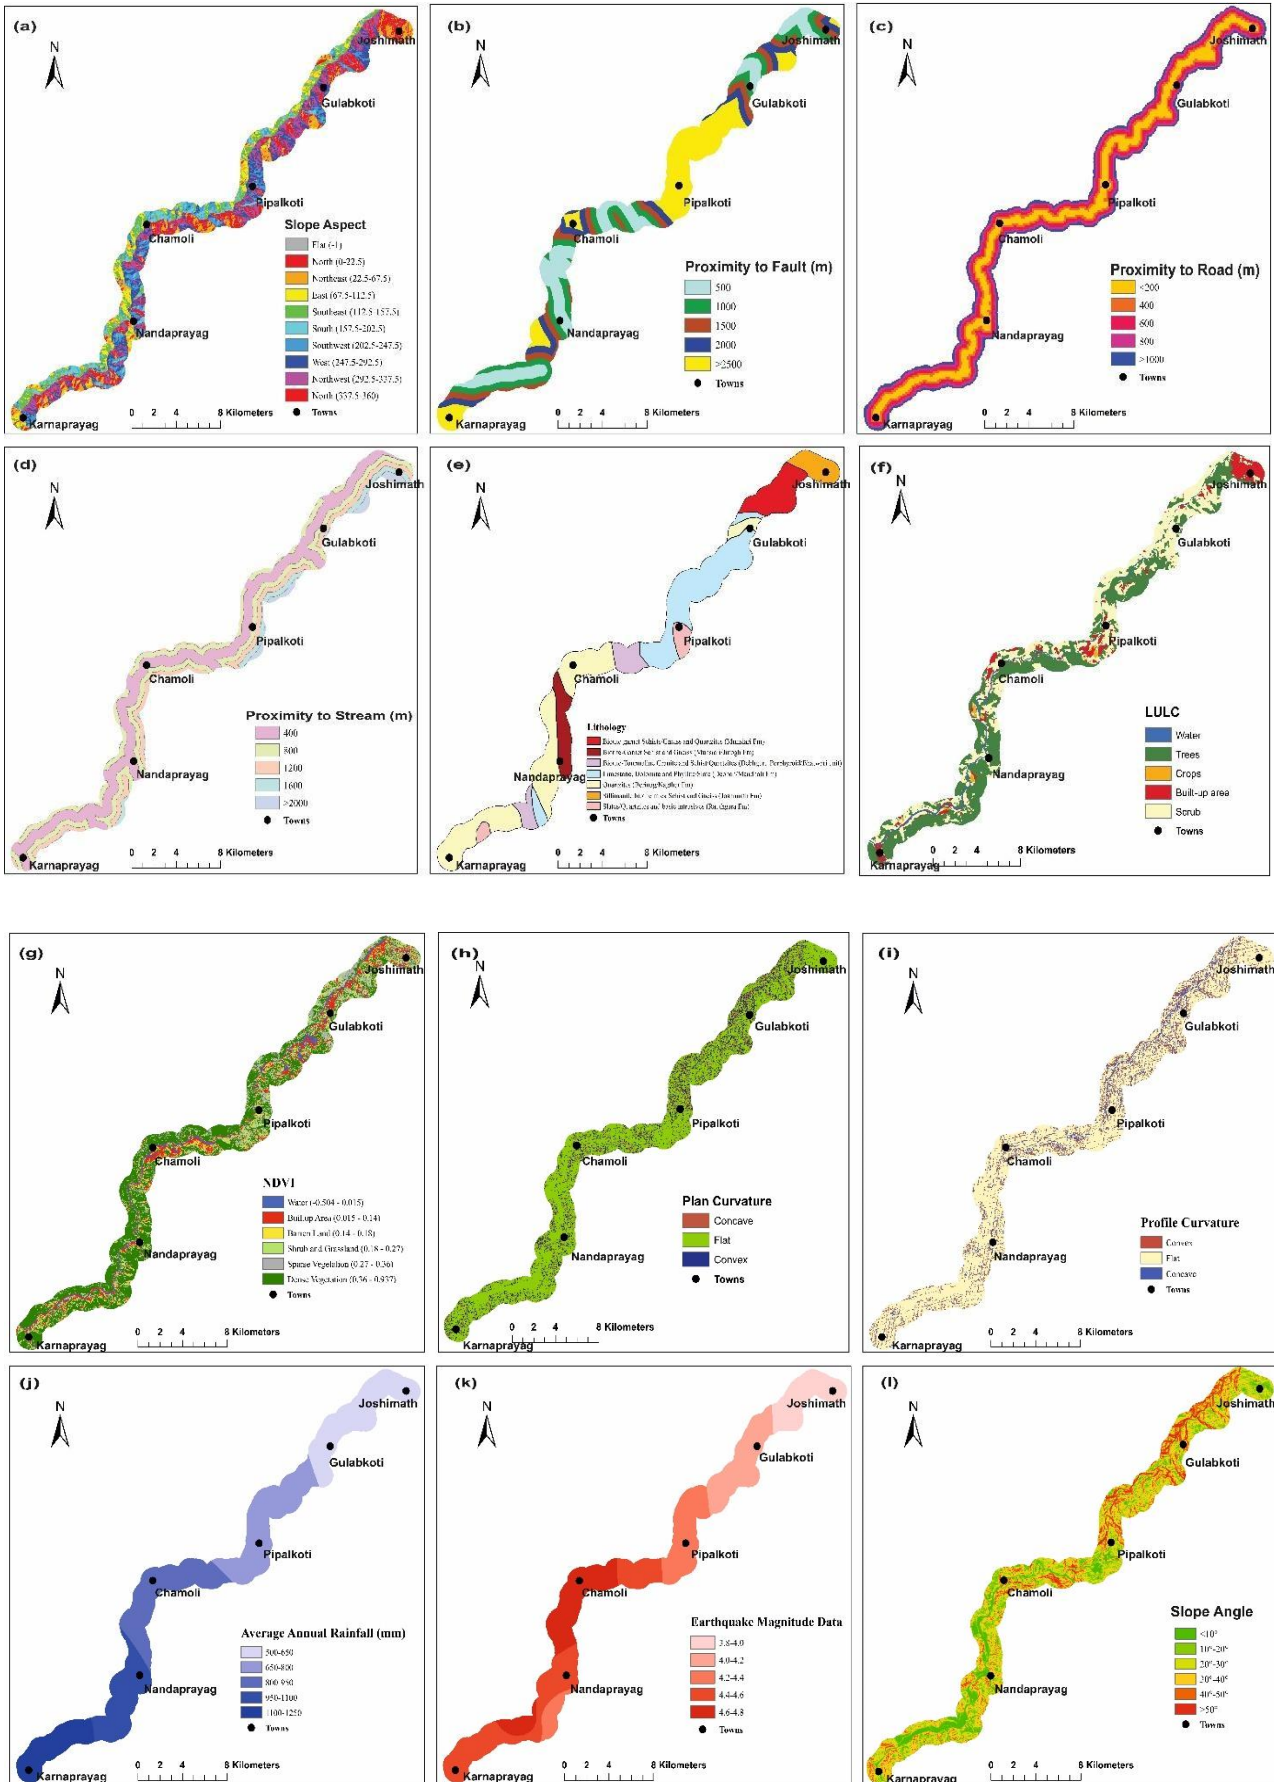 (a)
N
Joshimath
Gulabkoti
Pipalkoti
Chamoli
Nandaprayag
Karnaprayag
Slope Aspect
Flat (-1)
North (0-22.5)
Northeast (22.5-67.5)
East (67.5-112.5)
Southeast (112.5-157.5)
South (157.5-202.5)
Southwest (202.5-247.5)
West (247.5-292.5)
Northwest (292.5-337.5)
North (337.5-360)
Towns
0 2 4 8 Kilometers
(b)
N
Joshimath
Gulabkoti
Pipalkoti
Chamoli
Nandaprayag
Karnaprayag
Proximity to Fault (m)
500
1000
1500
2000
>2500
Towns
0 2 4 8 Kilometers
(c)
N
Joshimath
Gulabkoti
Pipalkoti
Chamoli
Nandaprayag
Karnaprayag
Proximity to Road (m)
<200
400
600
800
>1000
Towns
0 2 4 8 Kilometers
(d)
N
Joshimath
Gulabkoti
Pipalkoti
Chamoli
Nandaprayag
Karnaprayag
Proximity to Stream (m)
400
800
1200
1600
>2000
Towns
0 2 4 8 Kilometers
(e)
N
Joshimath
Gulabkoti
Pipalkoti
Chamoli
Nandaprayag
Karnaprayag
Lithology
Towns
0 2 4 8 Kilometers
(f)
N
Joshimath
Gulabkoti
Pipalkoti
Chamoli
Nandaprayag
Karnaprayag
LULC
Water
Trees
Crops
Built-up area
Scrub
Towns
0 2 4 8 Kilometers
(g)
N
Joshimath
Gulabkoti
Pipalkoti
Chamoli
Nandaprayag
Karnaprayag
NDVI
Water (-0.504 - 0.015)
Built up Area (0.015 - 0.14)
Barren Land (0.14 - 0.18)
Shrub and Grassland (0.18 - 0.27)
Sparse Vegetation (0.27 - 0.36)
Dense Vegetation (0.36 - 0.937)
Towns
0 2 4 8 Kilometers
(h)
N
Joshimath
Gulabkoti
Pipalkoti
Chamoli
Nandaprayag
Karnaprayag
Plan Curvature
Concave
Flat
Convex
Towns
0 2 4 8 Kilometers
(i)
N
Joshimath
Gulabkoti
Pipalkoti
Chamoli
Nandaprayag
Karnaprayag
Profile Curvature
Convex
Flat
Concave
Towns
0 2 4 8 Kilometers
(j)
N
Joshimath
Gulabkoti
Pipalkoti
Chamoli
Nandaprayag
Karnaprayag
Average Annual Rainfall (mm)
500-650
650-800
800-950
950-1100
1100-1250
Towns
0 2 4 8 Kilometers
(k)
N
Joshimath
Gulabkoti
Pipalkoti
Chamoli
Nandaprayag
Karnaprayag
Earthquake Magnitude Data
3.8-4.0
4.0-4.2
4.2-4.4
4.4-4.6
4.6-4.8
Towns
0 2 4 8 Kilometers
(l)
N
Joshimath
Gulabkoti
Pipalkoti
Chamoli
Nandaprayag
Karnaprayag
Slope Angle
<10°
10°-20°
20°-30°
30°-40°
40°-50°
>50°
Towns
0 2 4 8 Kilometers